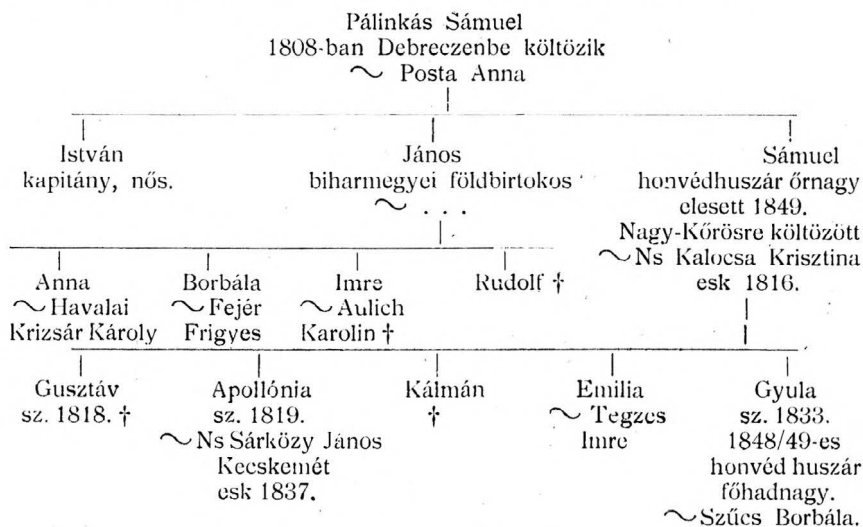 Pálinkás Sámuel
1808-ban Debreczenbe költözik
~ Posta Anna
István
kapitány, nős.
János
biharmegyei földbirtokos
~ . . .
Sámuel
honvédhuszár őrnagy
elesett 1849.
Nagy-Kőrösre költözött
~ Ns Kalocsa Krisztina
esk 1816.
Anna
~ Havalai
Krizsár Károly
Borbála
~ Fejér
Frigyes
Imre
~ Aulich
Karolin †
Rudolf †
Gusztáv
sz. 1818. †
Apollónia
sz. 1819.
~ Ns Sárközy János
Kecskemét
esk 1837.
Kálmán
†
Emilia
~ Tegzes
Imre
Gyula
sz. 1833.
1848/49-es
honvéd huszár
főhadnagy.
~ Szűcs Borbála.